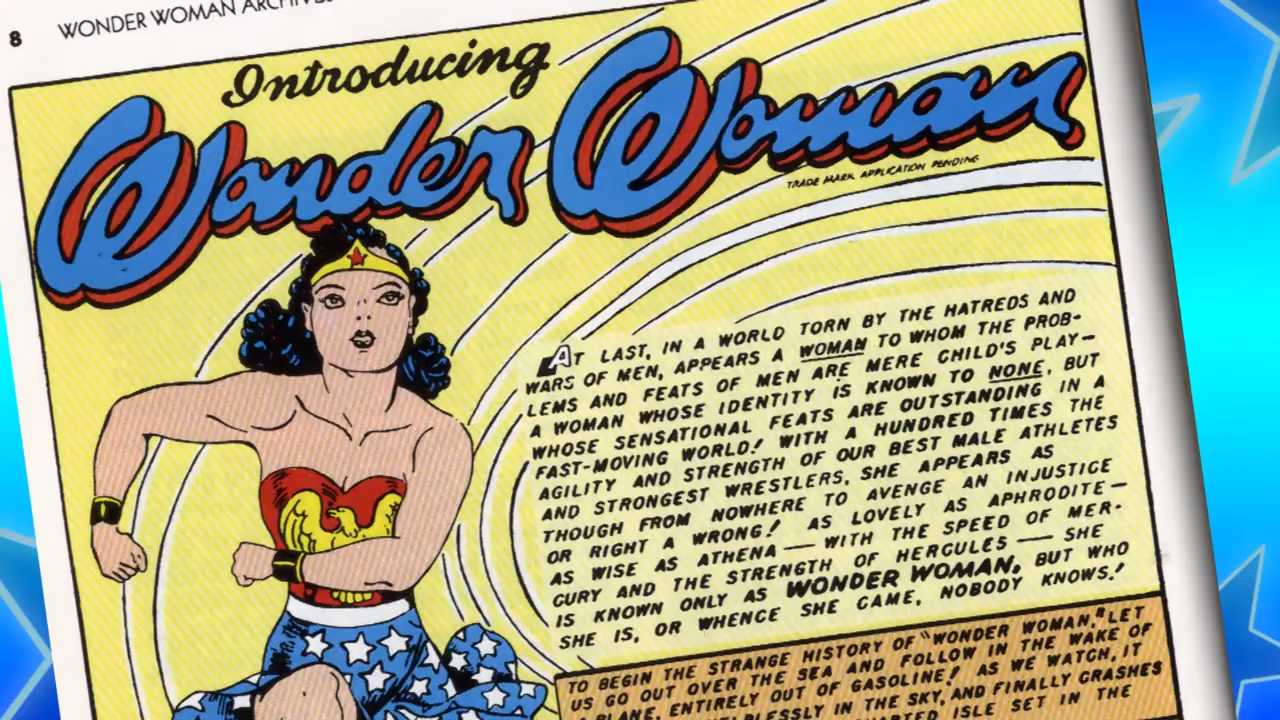 8 WONDER WOMAN ARCHIVES
Introducing
Wonder Woman
TRADE MARK APPLICATION PENDING
AT LAST, IN A WORLD TORN BY THE HATREDS AND
WARS OF MEN, APPEARS A WOMAN TO WHOM THE PROB-
LEMS AND FEATS OF MEN ARE MERE CHILD'S PLAY—
A WOMAN WHOSE IDENTITY IS KNOWN TO NONE, BUT
WHOSE SENSATIONAL FEATS ARE OUTSTANDING IN A
FAST-MOVING WORLD! WITH A HUNDRED TIMES THE
AGILITY AND STRENGTH OF OUR BEST MALE ATHLETES
AND STRONGEST WRESTLERS, SHE APPEARS AS
THOUGH FROM NOWHERE TO AVENGE AN INJUSTICE
OR RIGHT A WRONG! AS LOVELY AS APHRODITE—
AS WISE AS ATHENA — WITH THE SPEED OF MER-
CURY AND THE STRENGTH OF HERCULES — SHE
IS KNOWN ONLY AS WONDER WOMAN, BUT WHO
SHE IS, OR WHENCE SHE CAME, NOBODY KNOWS!
TO BEGIN THE STRANGE HISTORY OF "WONDER WOMAN," LET
US GO OUT OVER THE SEA AND FOLLOW IN THE WAKE OF
A PLANE, ENTIRELY OUT OF GASOLINE! AS WE WATCH, IT
IN THE SKY, AND FINALLY CRASHES
ISLE SET IN THE